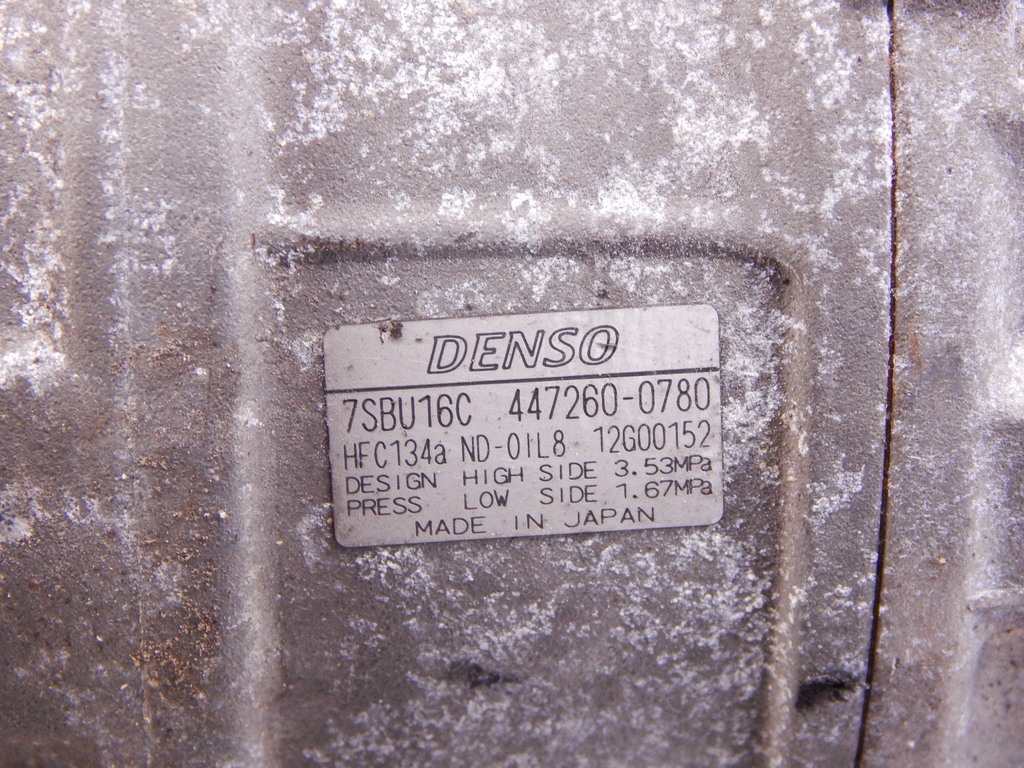 DENSO
7SBU16C 447260-0780
HFC134a ND-OIL8 12G00152
DESIGN HIGH SIDE 3.53MPa
PRESS LOW SIDE 1.67MPa
MADE IN JAPAN